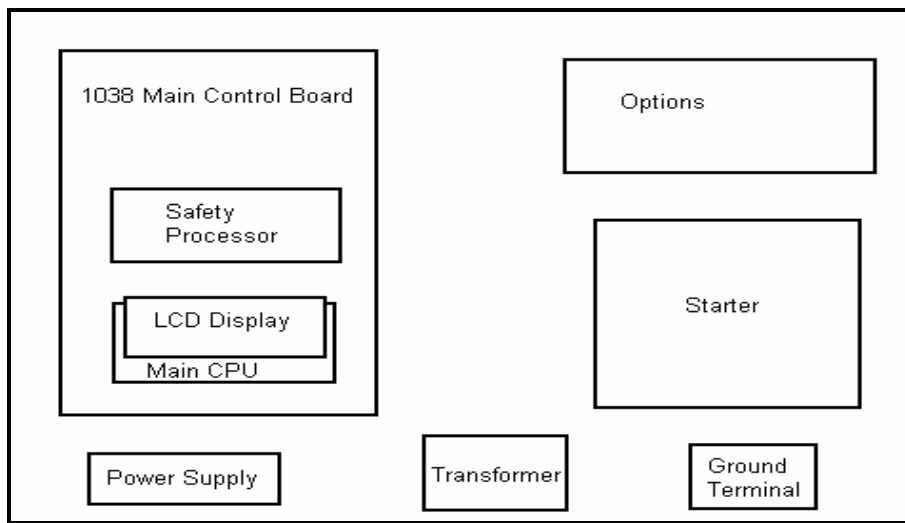 1038 Main Control Board
Options
Safety
Processor
LCD Display
Main CPU
Starter
Power Supply
Transformer
Ground
Terminal